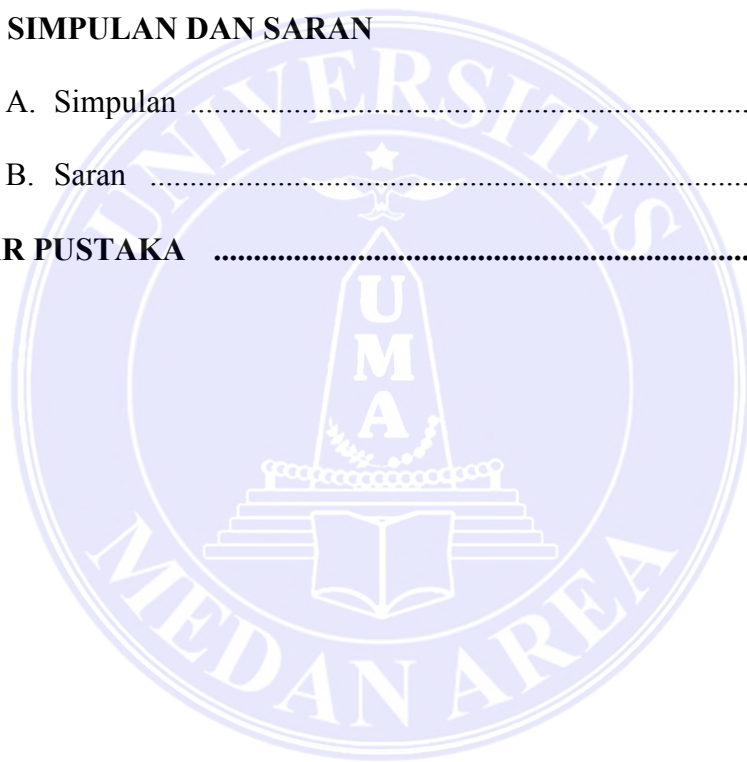 SIMPULAN DAN SARAN
A. Simpulan ........................................................................
B. Saran ........................................................................
R PUSTAKA ........................................................................
UNIVERSITAS
UMA
MEDAN AREA